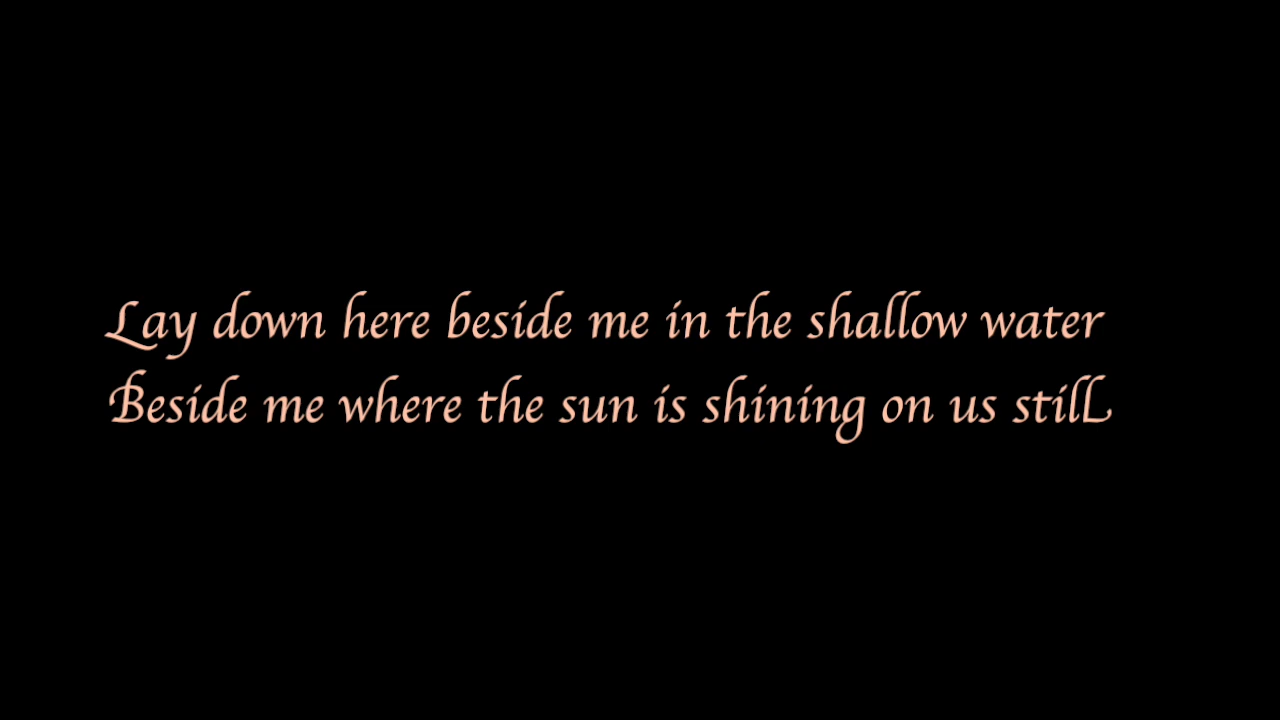 Lay down here beside me in the shallow water
Beside me where the sun is shining on us still